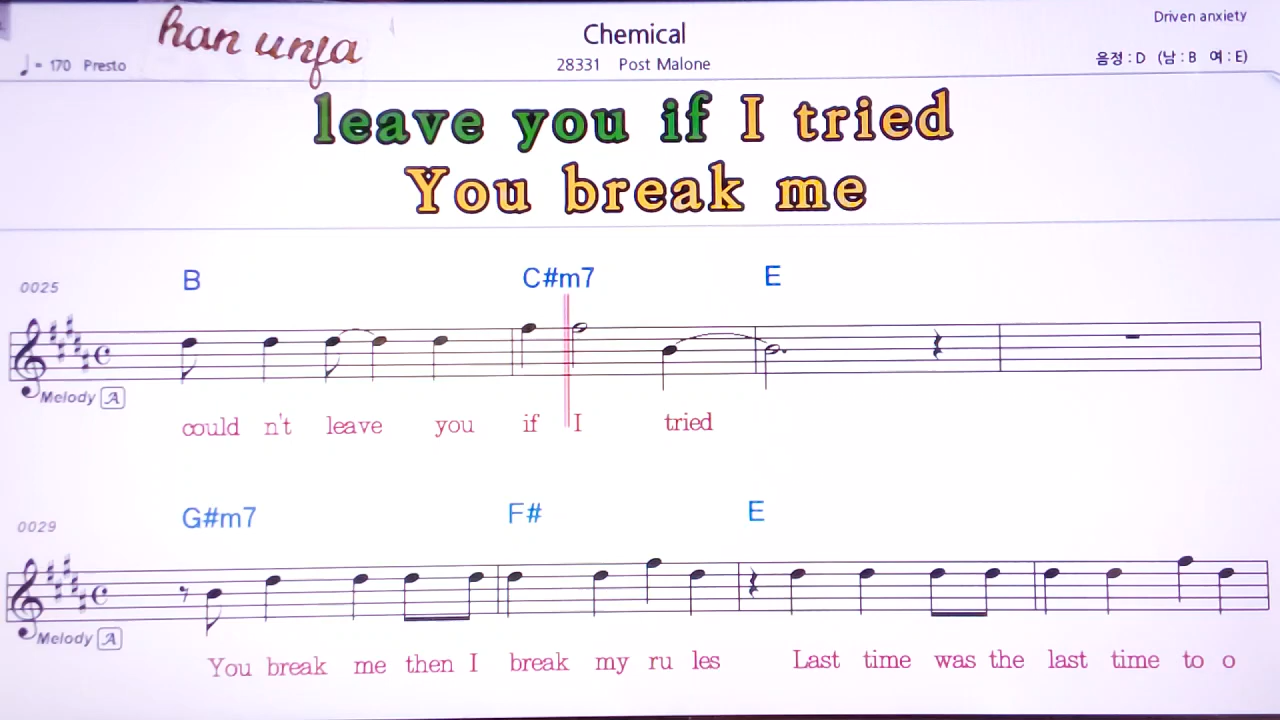 han unfa
Chemical
Driven anxiety
= 170 Presto
28331 Post Malone
음정 : D (남 : B 여 : E)
leave you if I tried
You break me
0025
B C#m7 E
Melody A
could n't leave you if I tried
0029
G#m7 F# E
Melody A
You break me then I break my ru les Last time was the last time to o